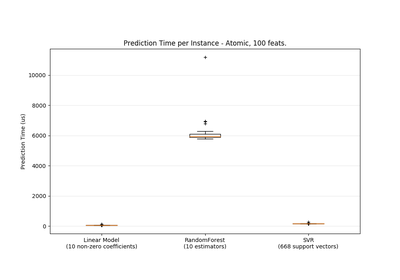 Prediction Time per Instance - Atomic, 100 feats.
Prediction Time (us)
10000
8000
6000
4000
2000
0
Linear Model
(10 non-zero coefficients)
RandomForest
(10 estimators)
SVR
(668 support vectors)